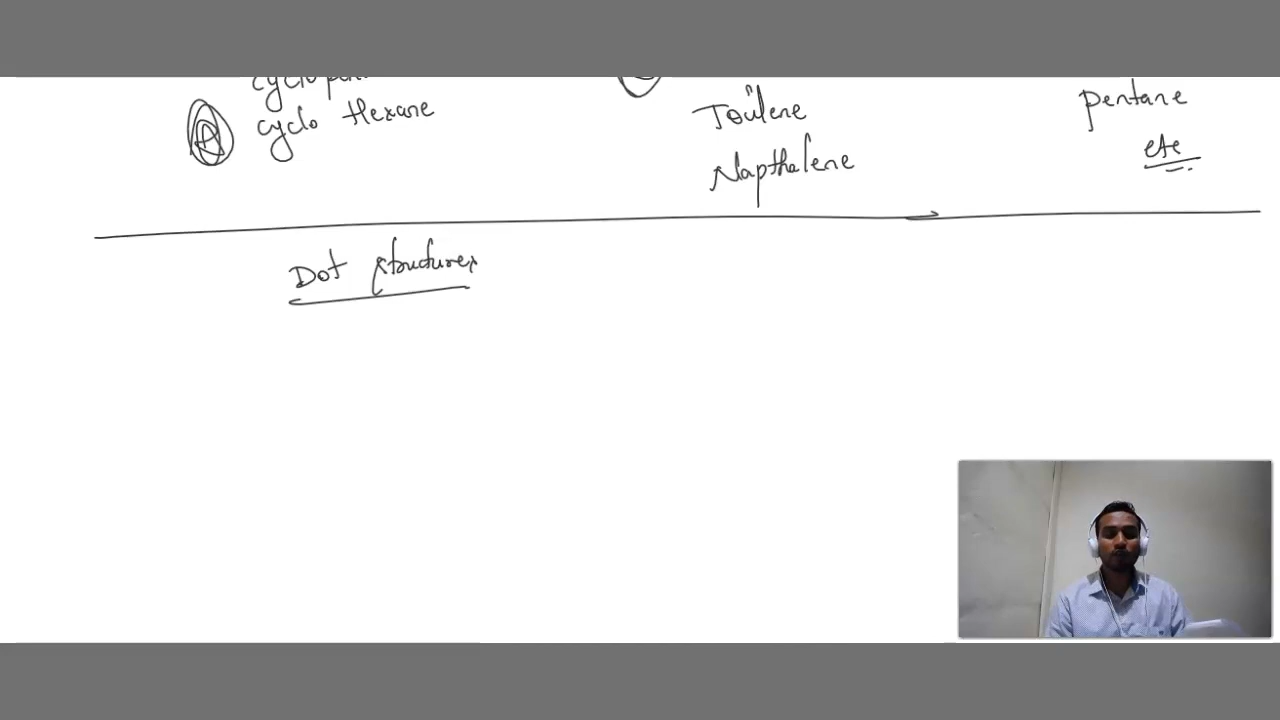 cyclo Hexane
A
Toulene
Napthalene
pentane
etc
Dot structures